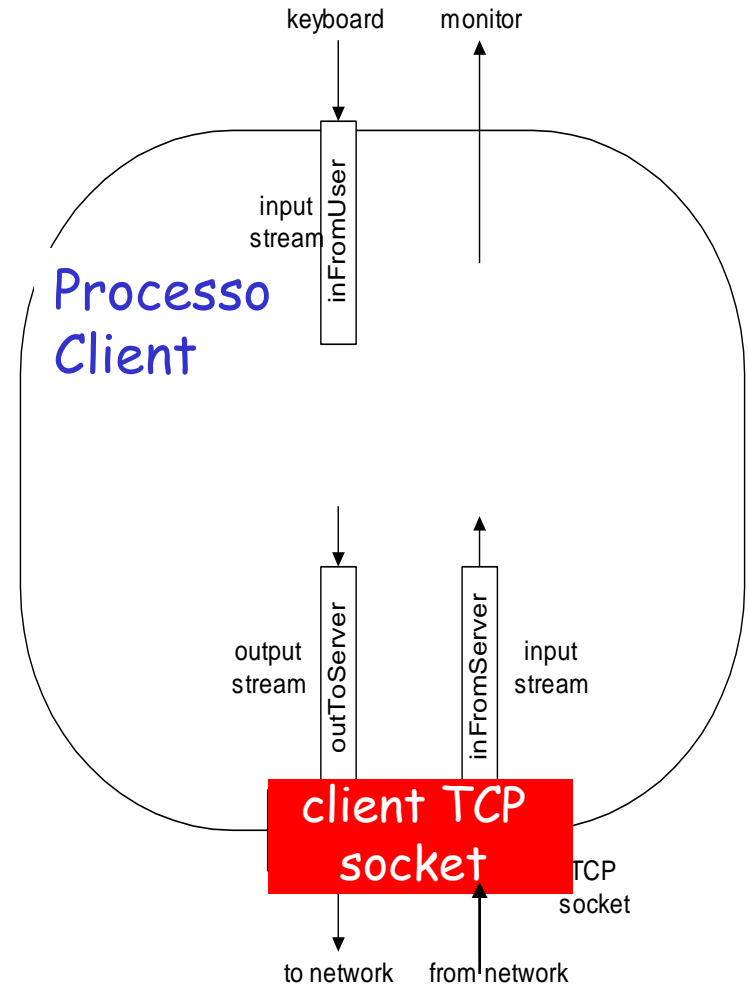 keyboard
monitor
input
stream
inFromUser
Processo
Client
output
stream
outToServer
inFromServer
input
stream
client TCP
socket
TCP
socket
to network
from network